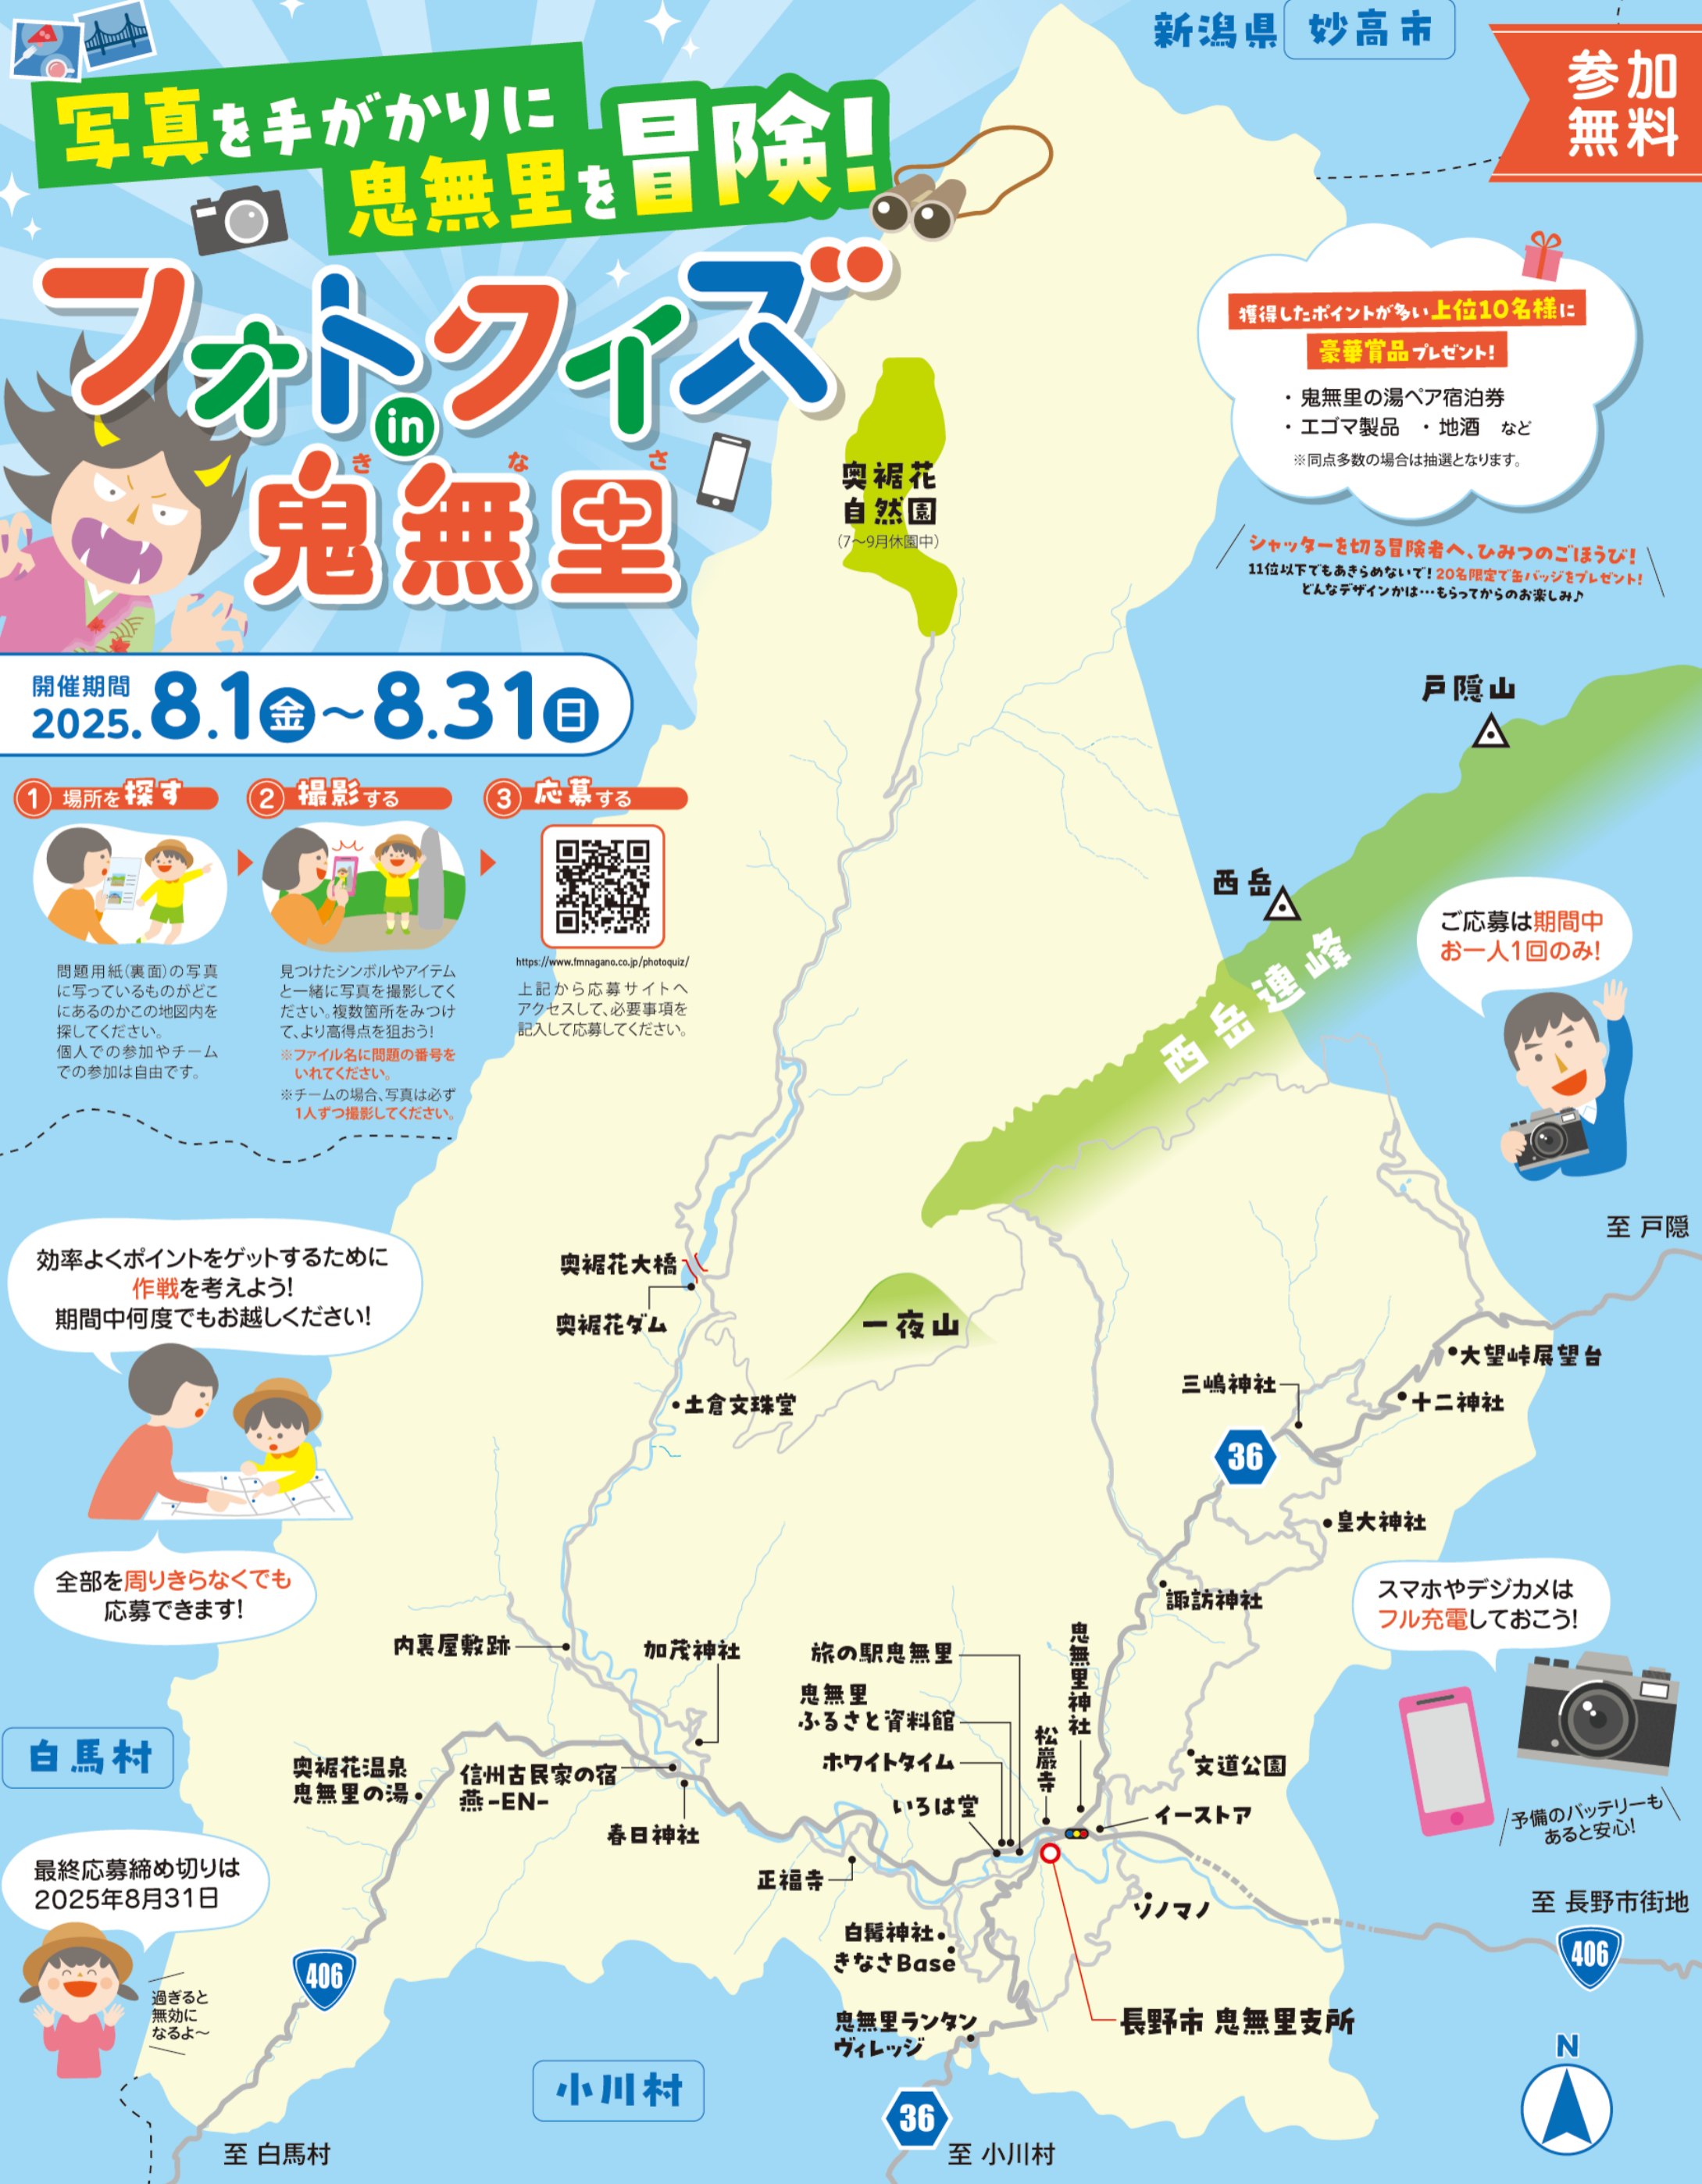 新潟県 妙高市
参加
無料
写真を手がかりに
鬼無里を冒険!
フォトクイズ
in
きなさ
鬼無里
開催期間
2025. 8.1金〜8.31日
獲得したポイントが多い上位10名様に
豪華賞品プレゼント!
・鬼無里の湯ペア宿泊券
・エゴマ製品 ・地酒 など
※同点多数の場合は抽選となります。
シャッターを切る冒険者へ、ひみつのごほうび!
11位以下でもあきらめないで!20名限定で缶バッジをプレゼント!
どんなデザインかは…もらってからのお楽しみ♪
1 場所を探す
問題用紙(裏面)の写真
に写っているものがどこ
にあるのかこの地図内を
探してください。
個人での参加やチーム
での参加は自由です。
2 撮影する
見つけたシンボルやアイテム
と一緒に写真を撮影してく
ださい。複数箇所をみつけ
て、より高得点を狙おう!
※ファイル名に問題の番号を
いれてください。
※チームの場合、写真は必ず
1人ずつ撮影してください。
3 応募する
https://www.fmnagano.co.jp/photoquiz/
上記から応募サイトへ
アクセスして、必要事項を
記入して応募してください。
奥裾花
自然園
(7〜9月休園中)
戸隠山
西岳
西岳連峰
ご応募は期間中
お一人1回のみ!
至 戸隠
効率よくポイントをゲットするために
作戦を考えよう!
期間中何度でもお越しください!
全部を周りきらなくても
応募できます!
奥裾花大橋
奥裾花ダム
一夜山
土倉文珠堂
大望峠展望台
三嶋神社
十二神社
36
皇大神社
諏訪神社
スマホやデジカメは
フル充電しておこう!
予備のバッテリーも
あると安心!
内裏屋敷跡
加茂神社
旅の駅鬼無里
鬼無里
ふるさと資料館
ホワイトタイム
いろは堂
松巌寺
鬼無里神社
文道公園
イーストア
白馬村
奥裾花温泉
鬼無里の湯
信州古民家の宿
燕-EN-
春日神社
正福寺
ソノマノ
白髯神社
きなさBase
鬼無里ランタン
ヴィレッジ
長野市 鬼無里支所
至 長野市街地
406
最終応募締め切りは
2025年8月31日
過ぎると
無効に
なるよ〜
406
小川村
36
至 白馬村
至 小川村
N